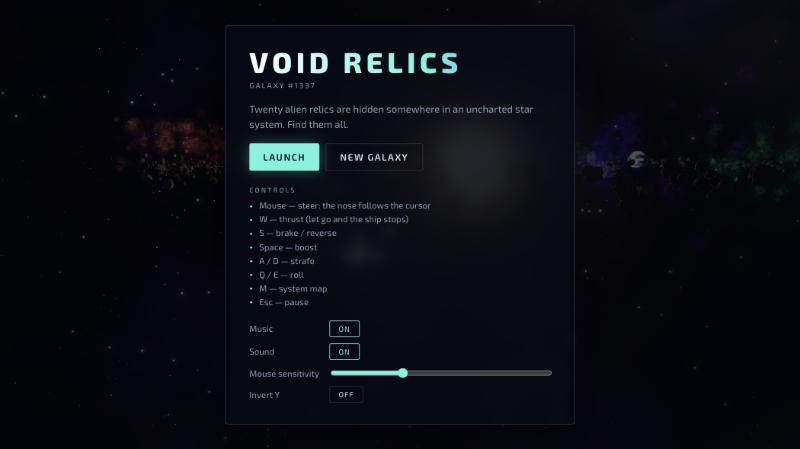 VOID RELICS
GALAXY #1337
Twenty alien relics are hidden somewhere in an uncharted star
system. Find them all.
LAUNCH
NEW GALAXY
CONTROLS
• Mouse — steer: the nose follows the cursor
• W — thrust (let go and the ship stops)
• S — brake / reverse
• Space — boost
• A / D — strafe
• Q / E — roll
• M — system map
• Esc — pause
Music ON
Sound ON
Mouse sensitivity
Invert Y OFF